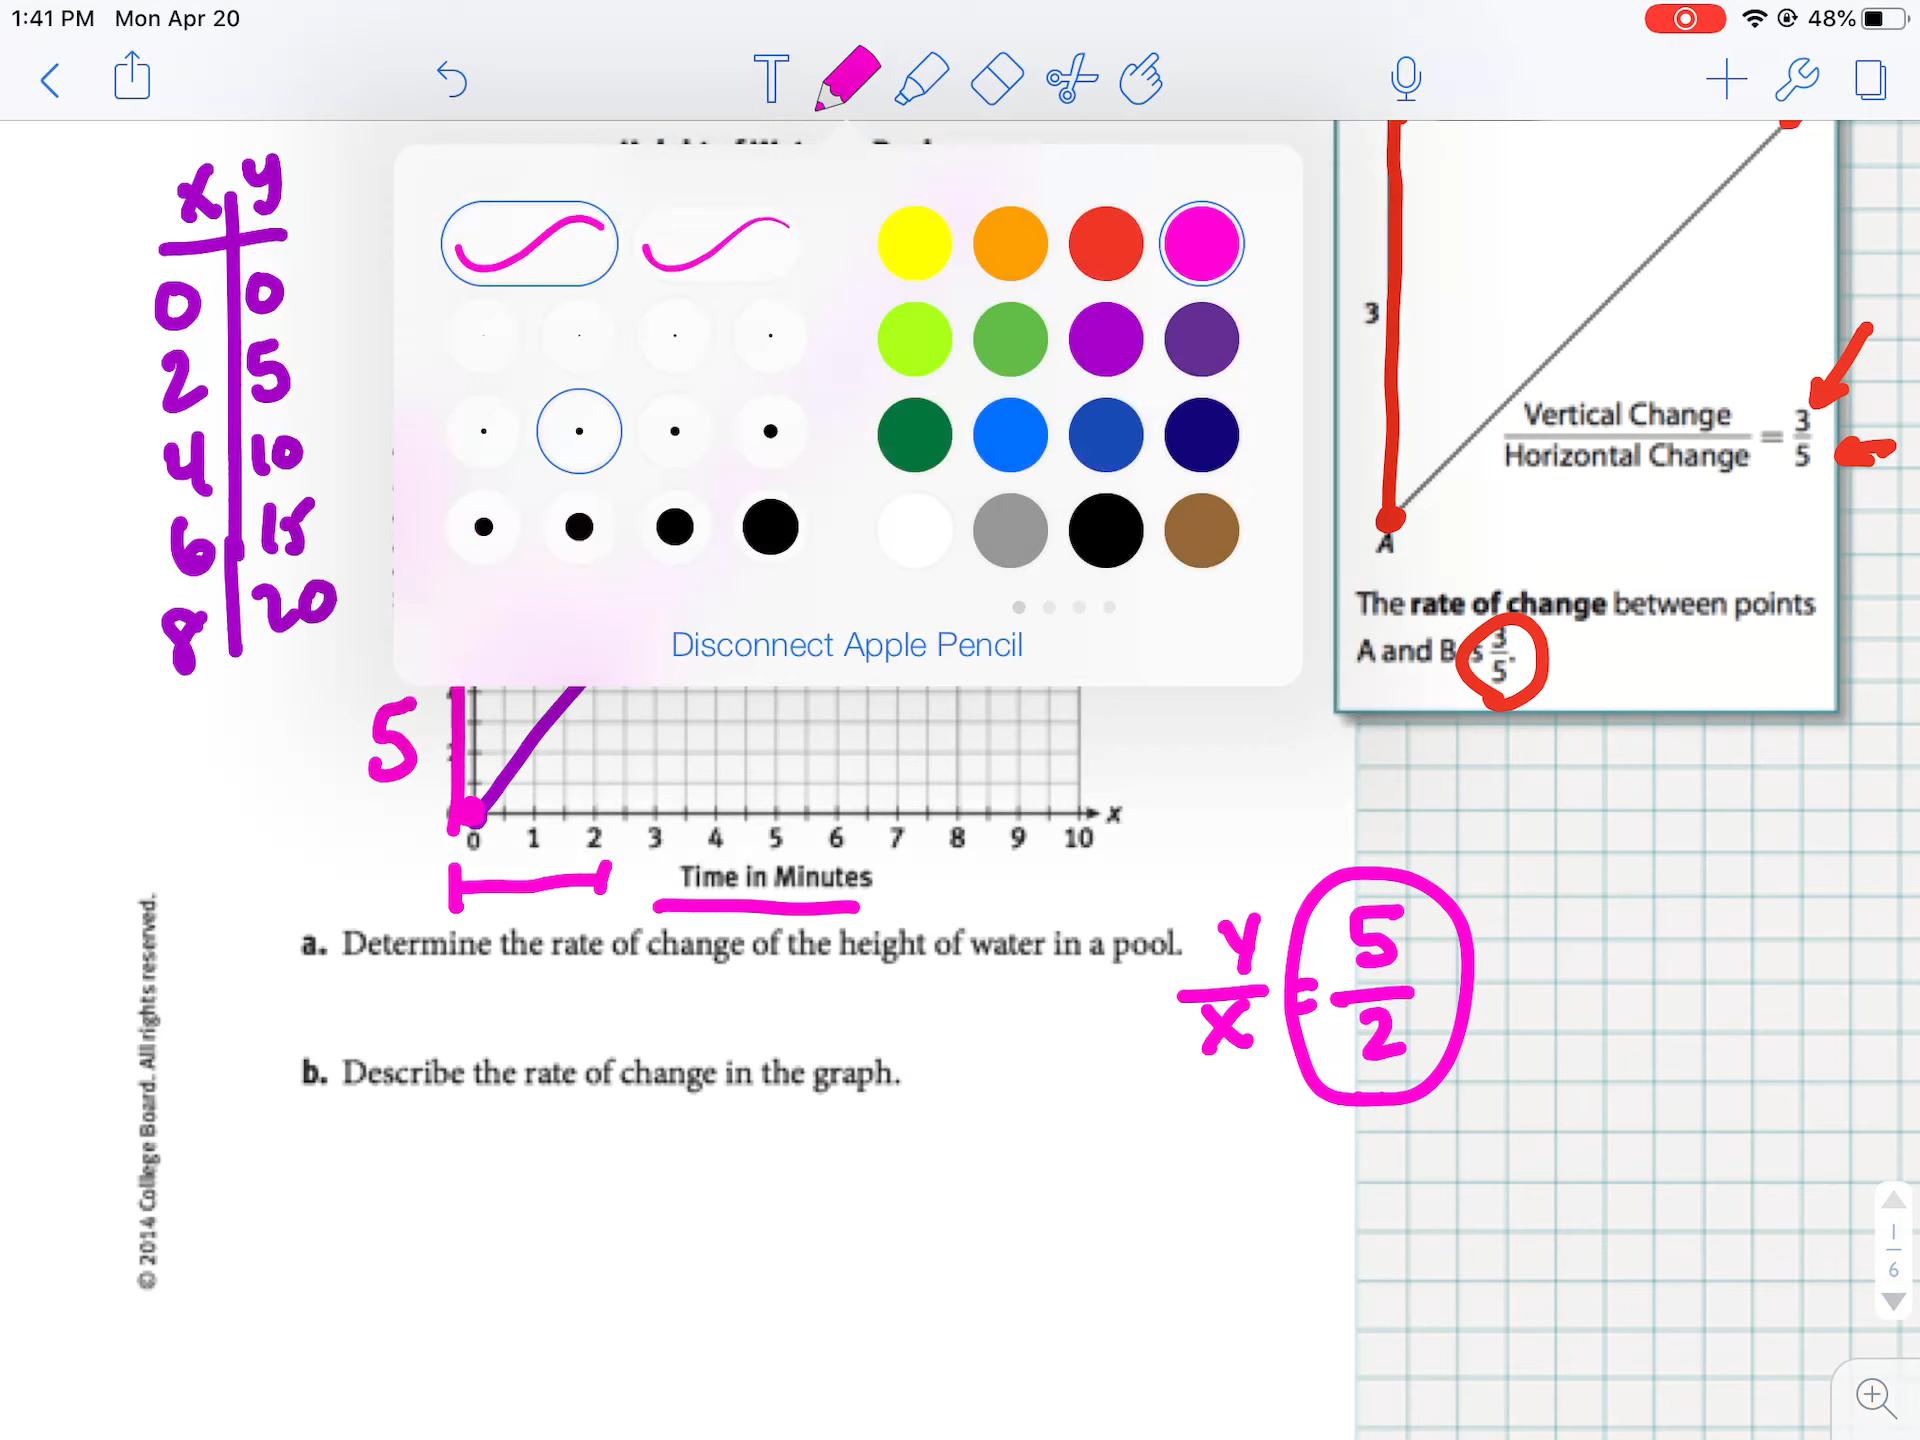 1:41 PM Mon Apr 20
48%
T
x y
0 0
2 5
4 10
6 15
8 20
Disconnect Apple Pencil
3
Vertical Change
Horizontal Change
=
3
5
A
The rate of change between points
A and B is 3/5.
5
0 1 2 3 4 5 6 7 8 9 10 x
Time in Minutes
a. Determine the rate of change of the height of water in a pool.
y/x = 5/2
b. Describe the rate of change in the graph.
© 2014 College Board. All rights reserved.
1
6